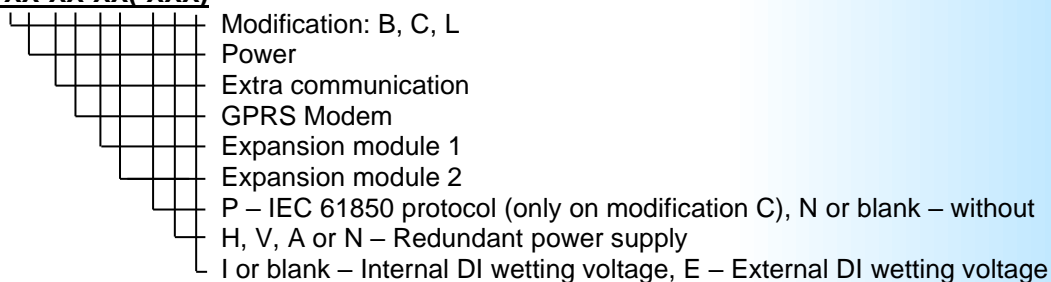 Modification: B, C, L
Power
Extra communication
GPRS Modem
Expansion module 1
Expansion module 2
P – IEC 61850 protocol (only on modification C), N or blank – without
H, V, A or N – Redundant power supply
I or blank – Internal DI wetting voltage, E – External DI wetting voltage